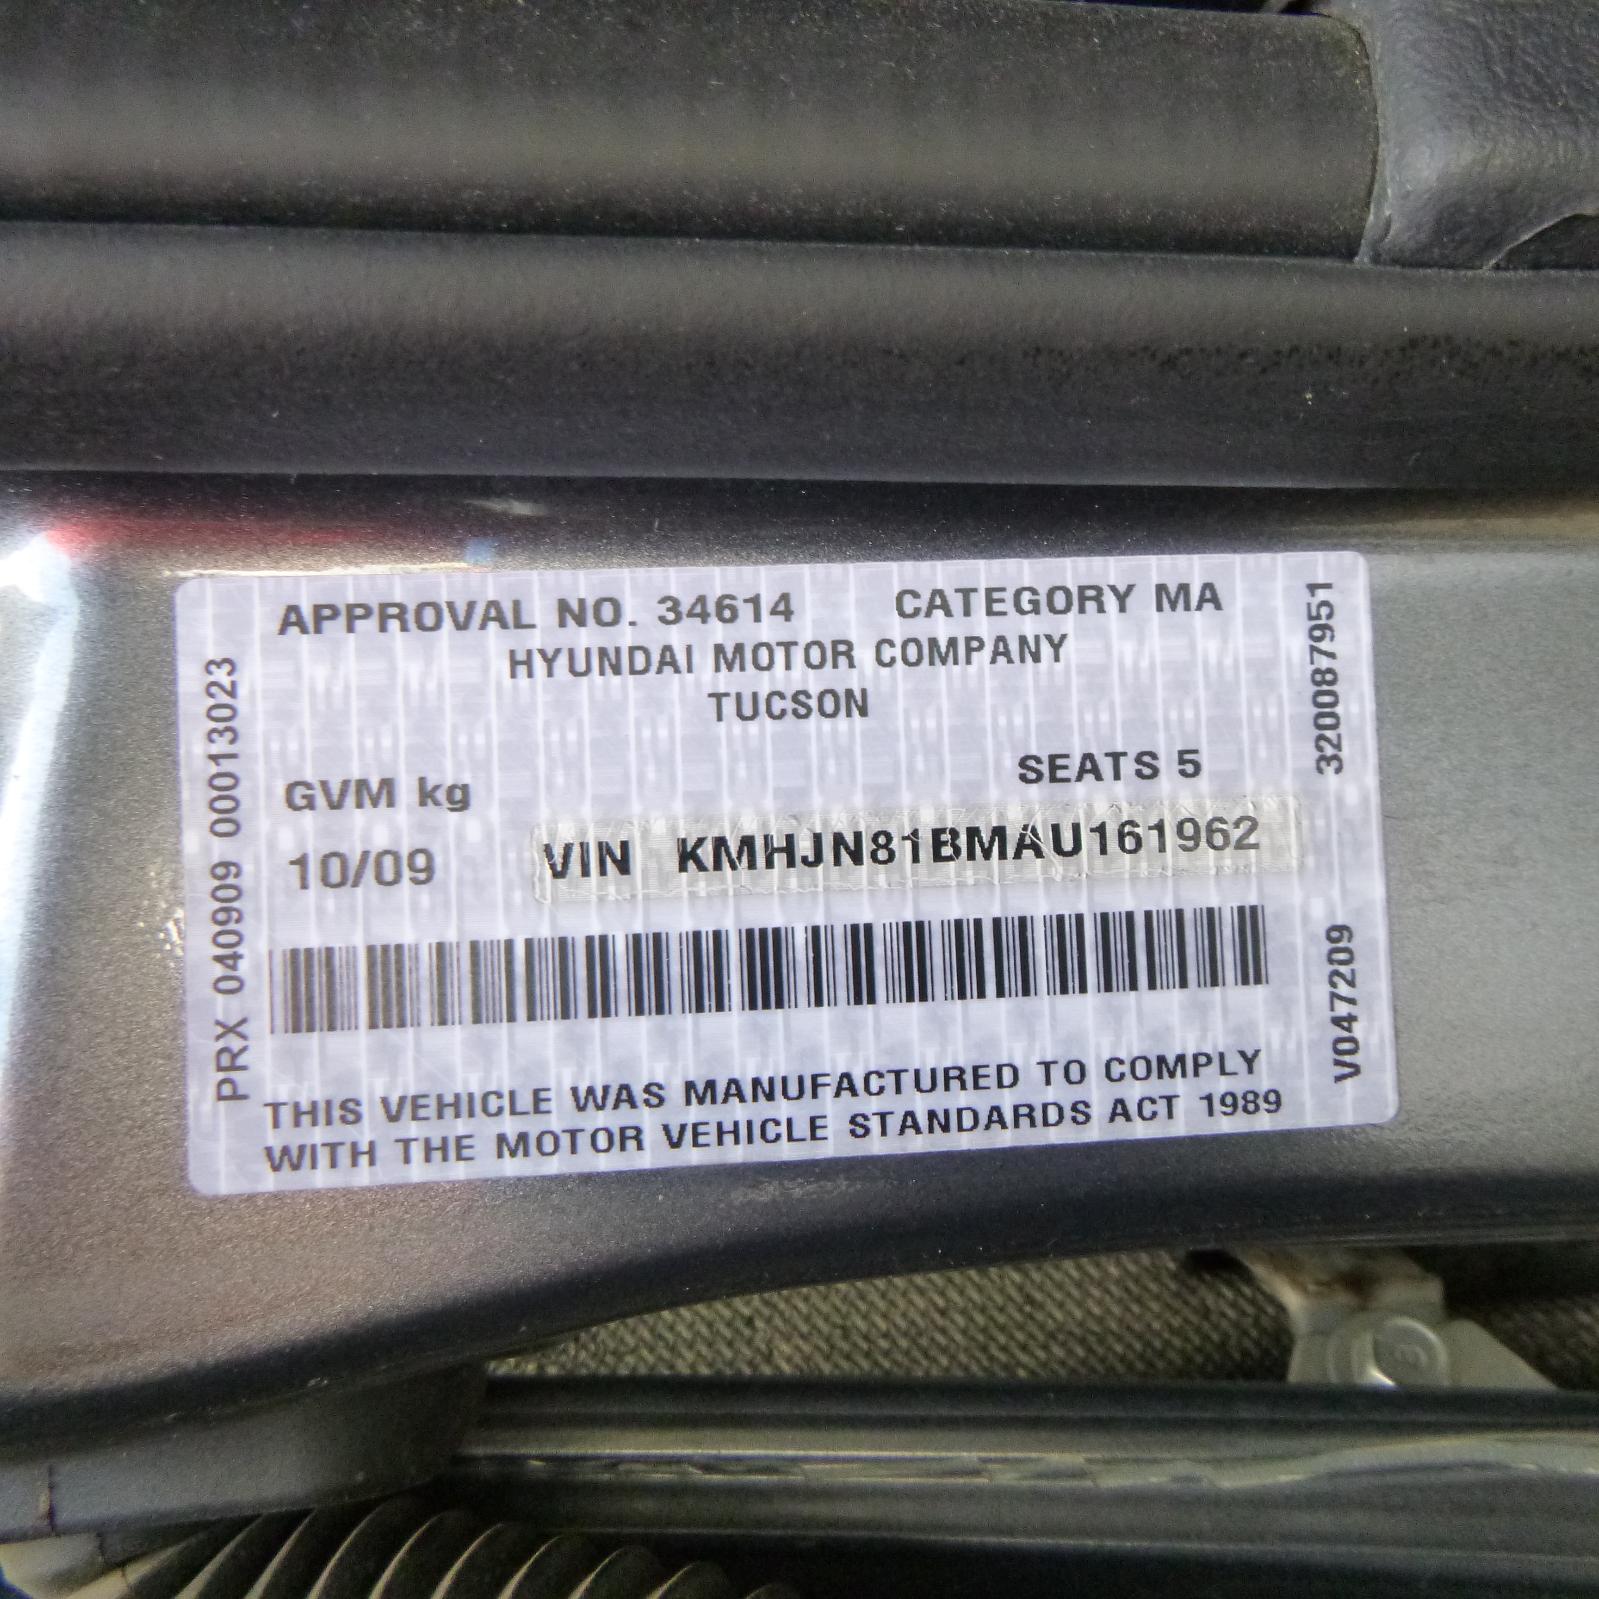 APPROVAL NO. 34614 CATEGORY MA
HYUNDAI MOTOR COMPANY
TUCSON
SEATS 5
GVM kg
10/09 VIN KMHJN81BMAU161962
THIS VEHICLE WAS MANUFACTURED TO COMPLY
WITH THE MOTOR VEHICLE STANDARDS ACT 1989
PRX 040909 00013023
V047209 320087951